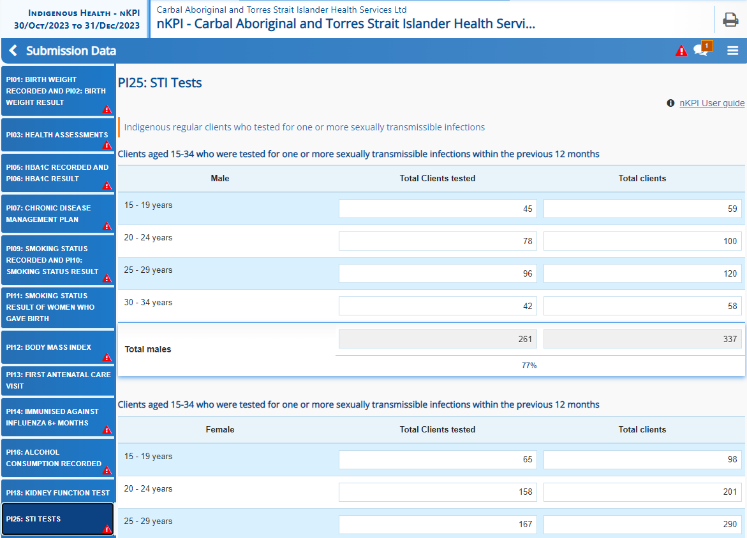 Indigenous Health - nKPI
30/Oct/2023 to 31/Dec/2023
Carbal Aboriginal and Torres Strait Islander Health Services Ltd
nKPI - Carbal Aboriginal and Torres Strait Islander Health Servi...
Submission Data
1
PI01: BIRTH WEIGHT
RECORDED AND PI02: BIRTH
WEIGHT RESULT
PI03: HEALTH ASSESSMENTS
PI05: HBA1C RECORDED AND
PI06: HBA1C RESULT
PI07: CHRONIC DISEASE
MANAGEMENT PLAN
PI09: SMOKING STATUS
RECORDED AND PI10:
SMOKING STATUS RESULT
PI11: SMOKING STATUS
RESULT OF WOMEN WHO
GAVE BIRTH
PI12: BODY MASS INDEX
PI13: FIRST ANTENATAL CARE
VISIT
PI14: IMMUNISED AGAINST
INFLUENZA 6+ MONTHS
PI16: ALCOHOL
CONSUMPTION RECORDED
PI18: KIDNEY FUNCTION TEST
PI25: STI TESTS
PI25: STI Tests
nKPI User guide
Indigenous regular clients who tested for one or more sexually transmissible infections
Clients aged 15-34 who were tested for one or more sexually transmissible infections within the previous 12 months
Male Total Clients tested Total clients
15 - 19 years 45 59
20 - 24 years 78 100
25 - 29 years 96 120
30 - 34 years 42 58
Total males 261 337
77%
Clients aged 15-34 who were tested for one or more sexually transmissible infections within the previous 12 months
Female Total Clients tested Total clients
15 - 19 years 65 98
20 - 24 years 158 201
25 - 29 years 167 290